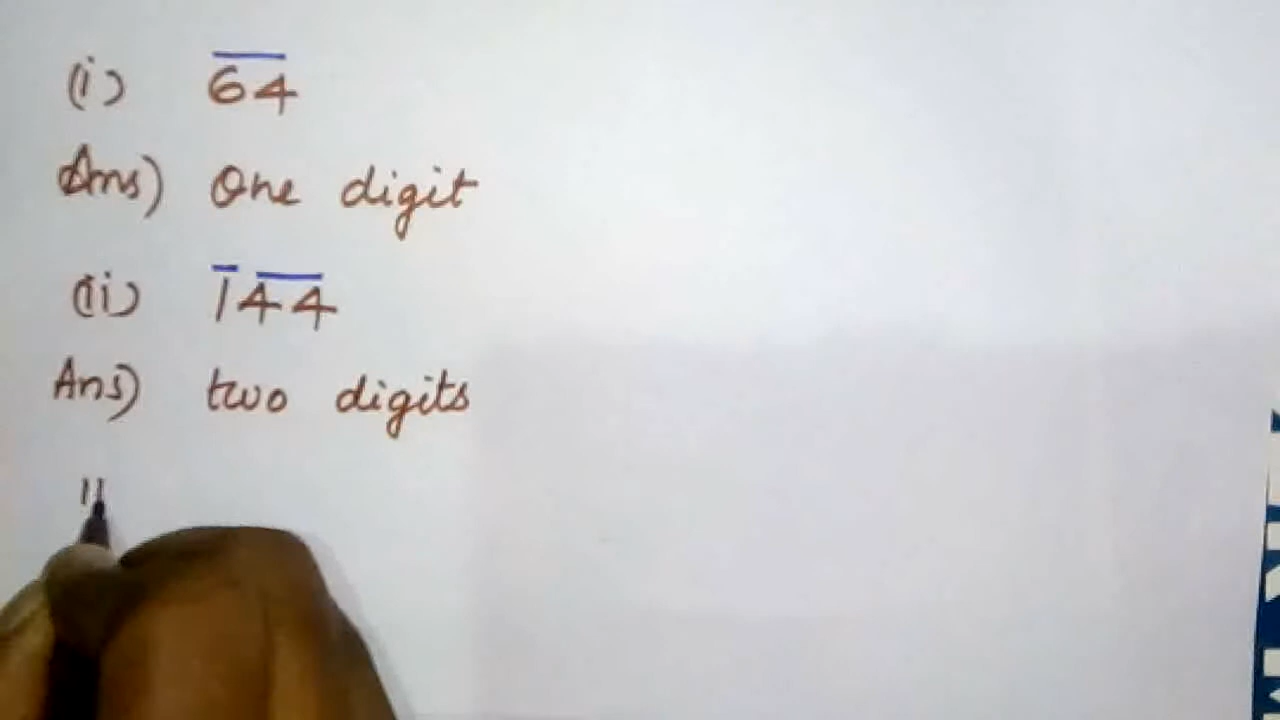 (i) 64
Ans) One digit
(ii) 144
Ans) two digits